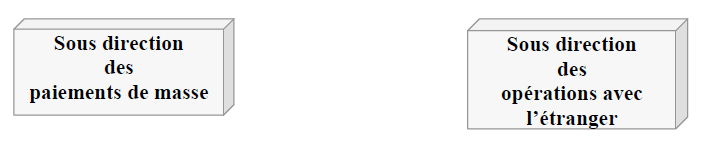 Sous direction
des
paiements de masse
Sous direction
des
opérations avec
l’étranger